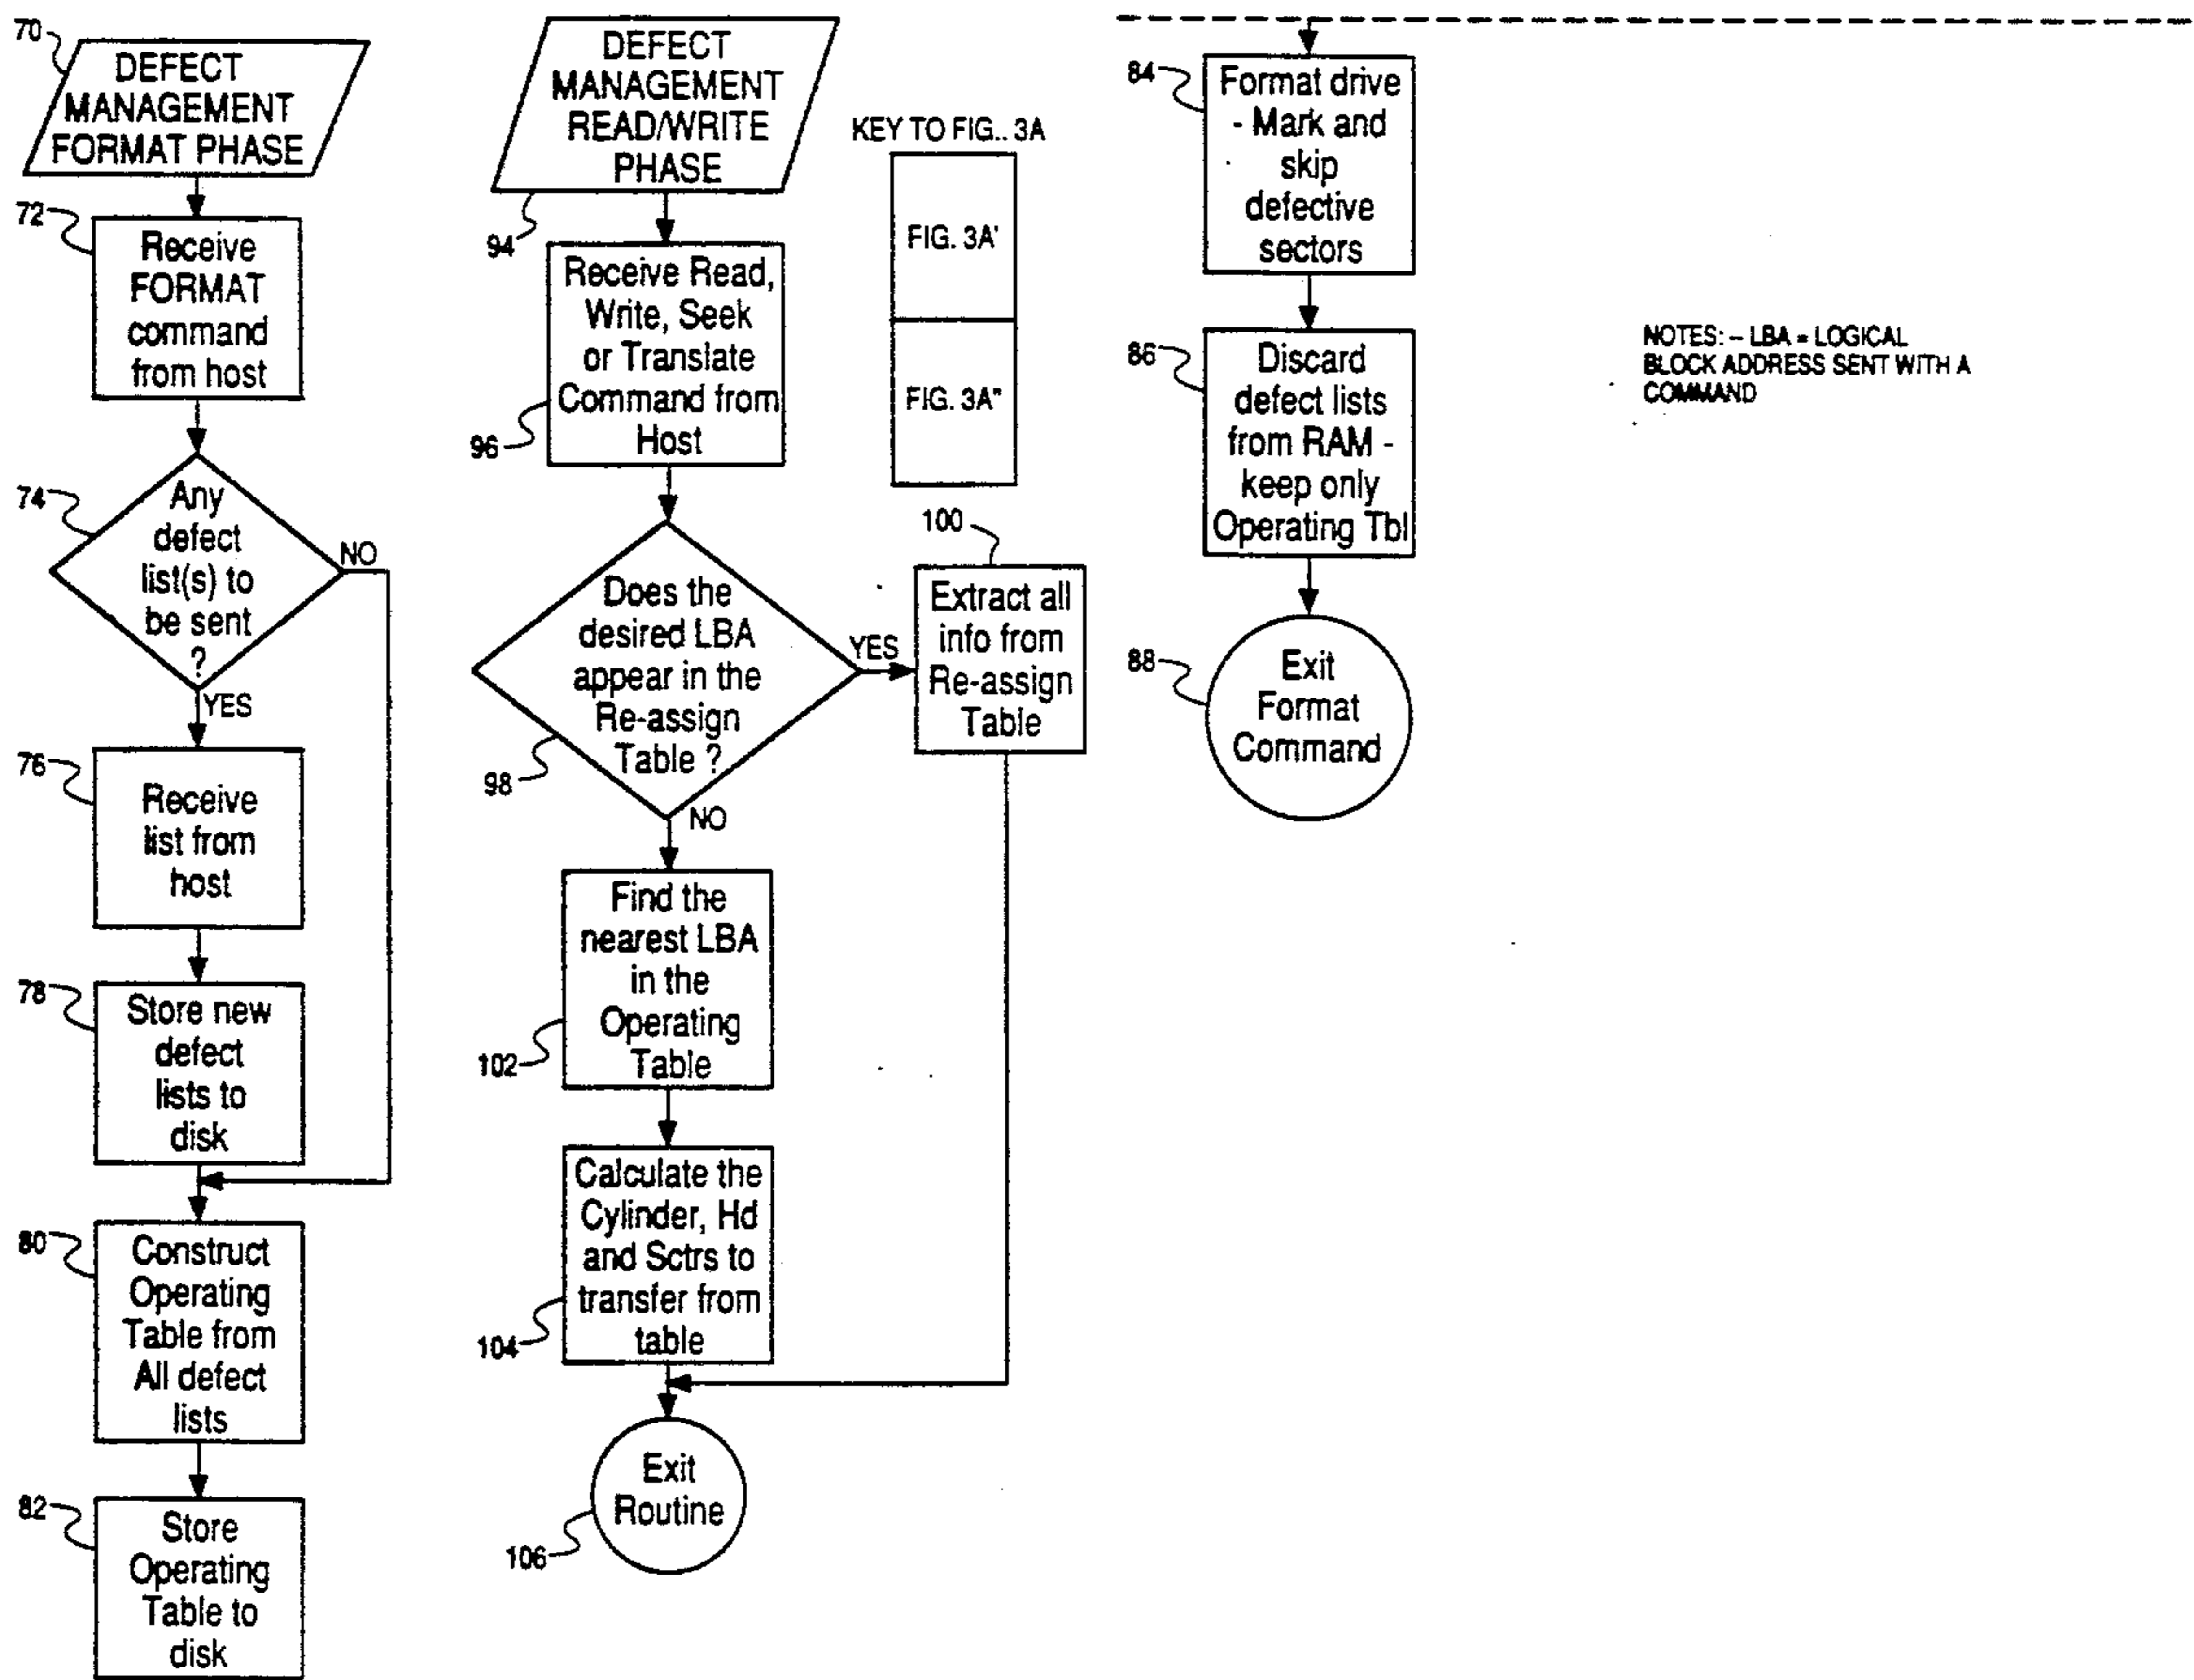 70
DEFECT
MANAGEMENT
FORMAT PHASE
72
Receive
FORMAT
command
from host
74
Any
defect
list(s) to
be sent
?
NO
YES
76
Receive
list from
host
78
Store new
defect
lists to
disk
80
Construct
Operating
Table from
All defect
lists
82
Store
Operating
Table to
disk
DEFECT
MANAGEMENT
READ/WRITE
PHASE
94
Receive Read,
Write, Seek
or Translate
Command from
Host
96
Does the
desired LBA
appear in the
Re-assign
Table ?
98
YES
NO
100
Extract all
info from
Re-assign
Table
Find the
nearest LBA
in the
Operating
Table
102
Calculate the
Cylinder, Hd
and Sctrs to
transfer from
table
104
Exit
Routine
106
KEY TO FIG.. 3A
FIG. 3A'
FIG. 3A"
84
Format drive
- Mark and
skip
defective
sectors
86
Discard
defect lists
from RAM -
keep only
Operating Tbl
88
Exit
Format
Command
NOTES: – LBA = LOGICAL
BLOCK ADDRESS SENT WITH A
COMMAND